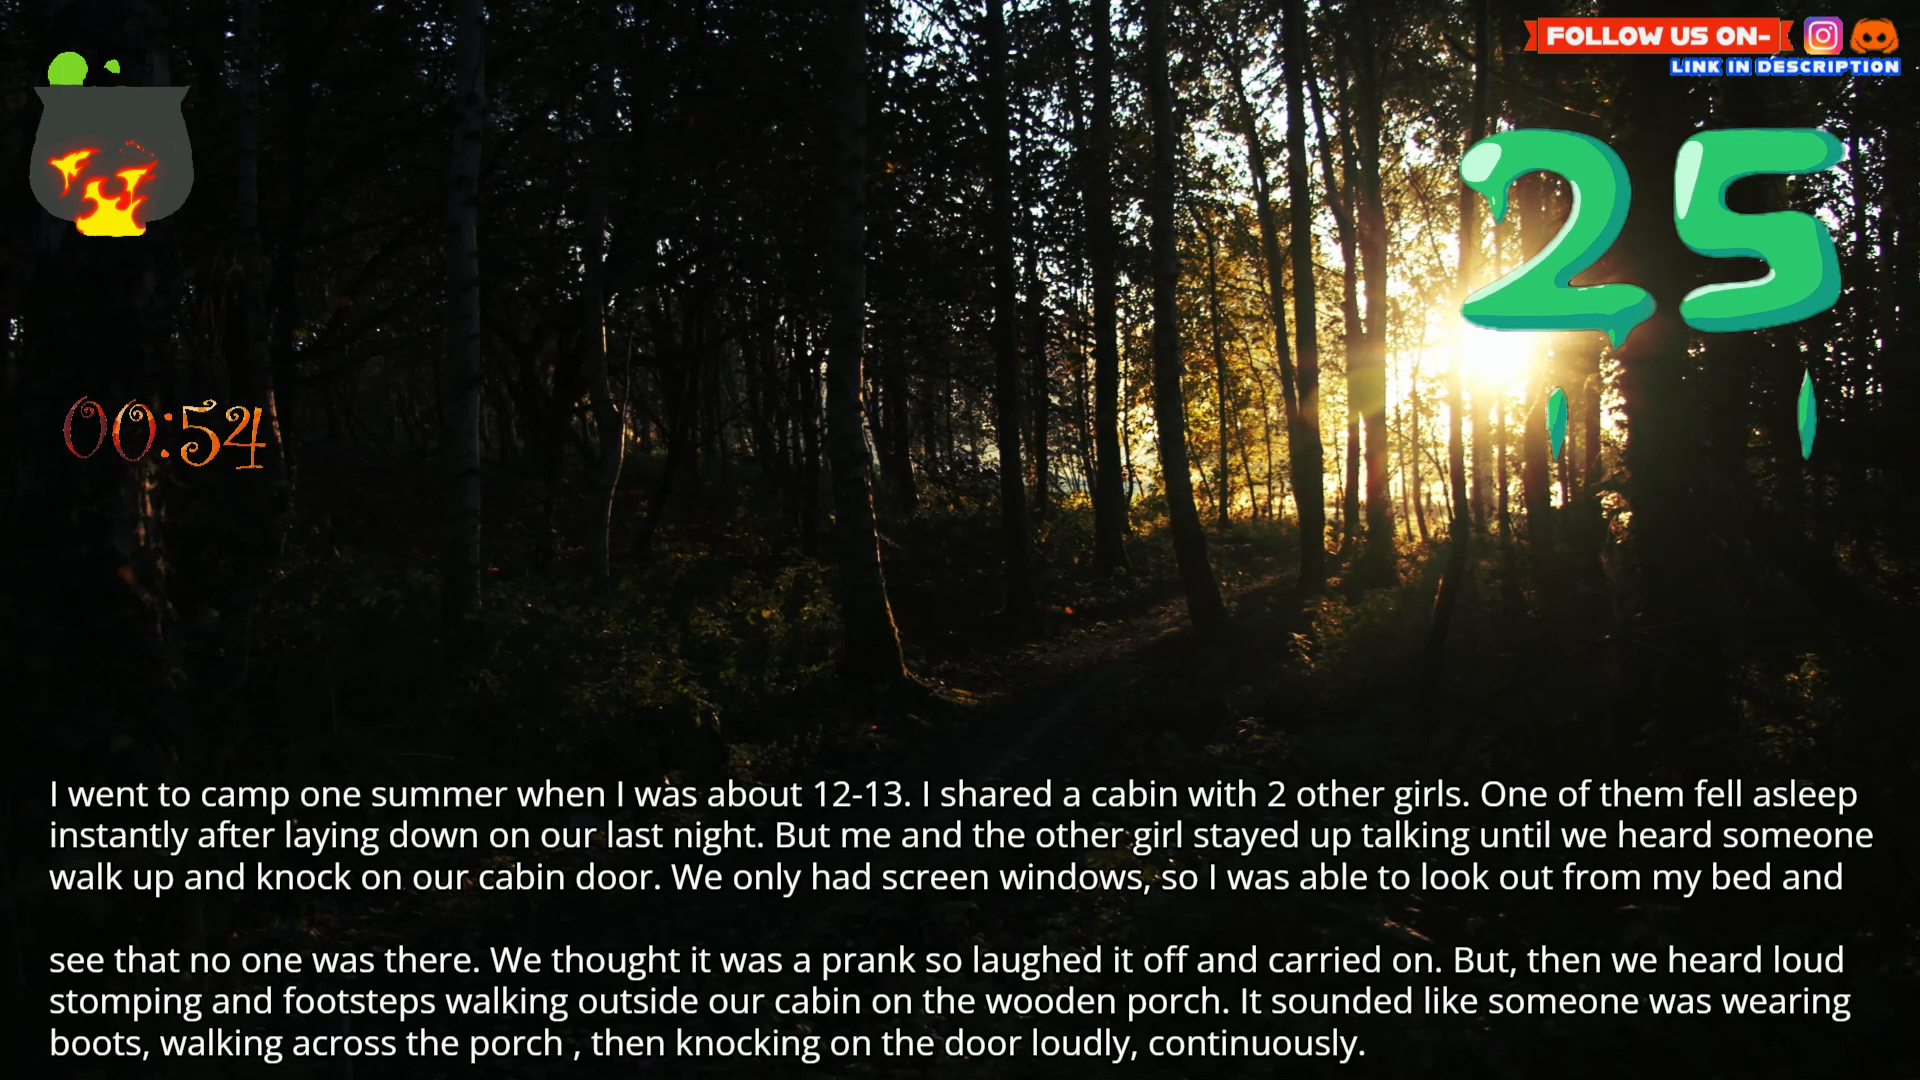 FOLLOW US ON-
LINK IN DESCRIPTION
25
00:54
I went to camp one summer when I was about 12-13. I shared a cabin with 2 other girls. One of them fell asleep
instantly after laying down on our last night. But me and the other girl stayed up talking until we heard someone
walk up and knock on our cabin door. We only had screen windows, so I was able to look out from my bed and
see that no one was there. We thought it was a prank so laughed it off and carried on. But, then we heard loud
stomping and footsteps walking outside our cabin on the wooden porch. It sounded like someone was wearing
boots, walking across the porch , then knocking on the door loudly, continuously.